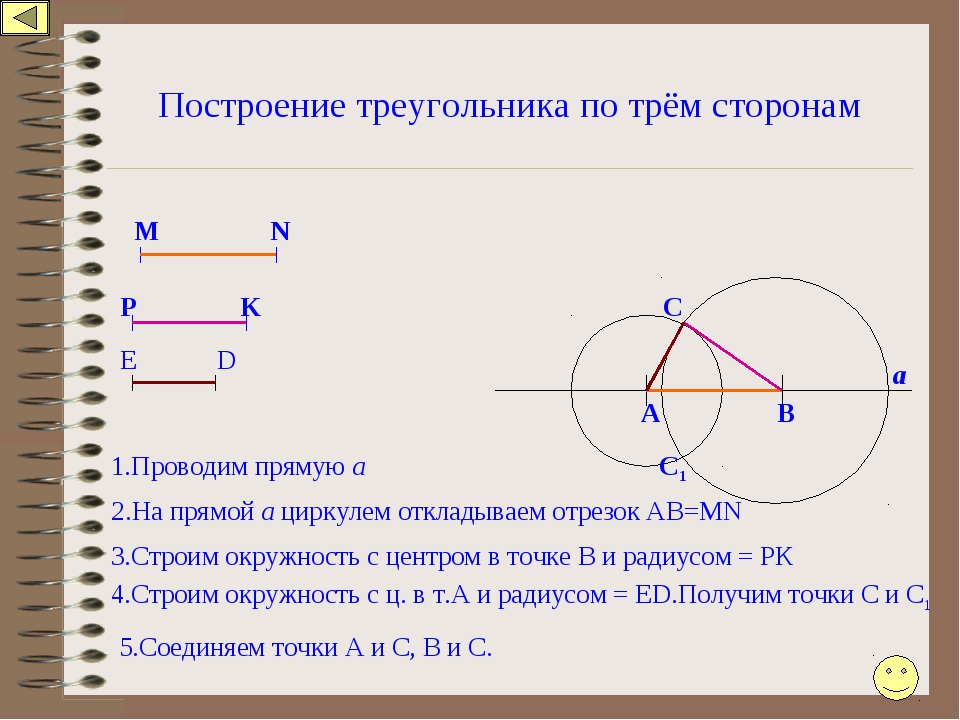 Построение треугольника по трём сторонам
M N
P K
E D
C
a
A B
C₁
1.Проводим прямую a
2.На прямой a циркулем откладываем отрезок AB=MN
3.Строим окружность с центром в точке B и радиусом = PK
4.Строим окружность с ц. в т.A и радиусом = ED.Получим точки C и C₁
5.Соединяем точки A и C, B и C.